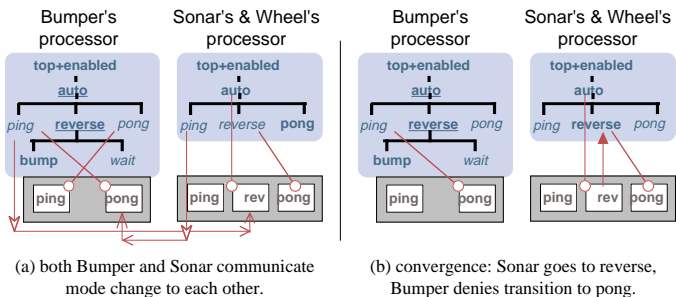 Bumper's
processor
top+enabled
auto
ping reverse pong
bump wait
ping pong
Sonar's & Wheel's
processor
top+enabled
auto
ping reverse pong
ping rev pong
(a) both Bumper and Sonar communicate
mode change to each other.
Bumper's
processor
top+enabled
auto
ping reverse pong
bump wait
ping pong
Sonar's & Wheel's
processor
top+enabled
auto
ping reverse pong
ping rev pong
(b) convergence: Sonar goes to reverse,
Bumper denies transition to pong.